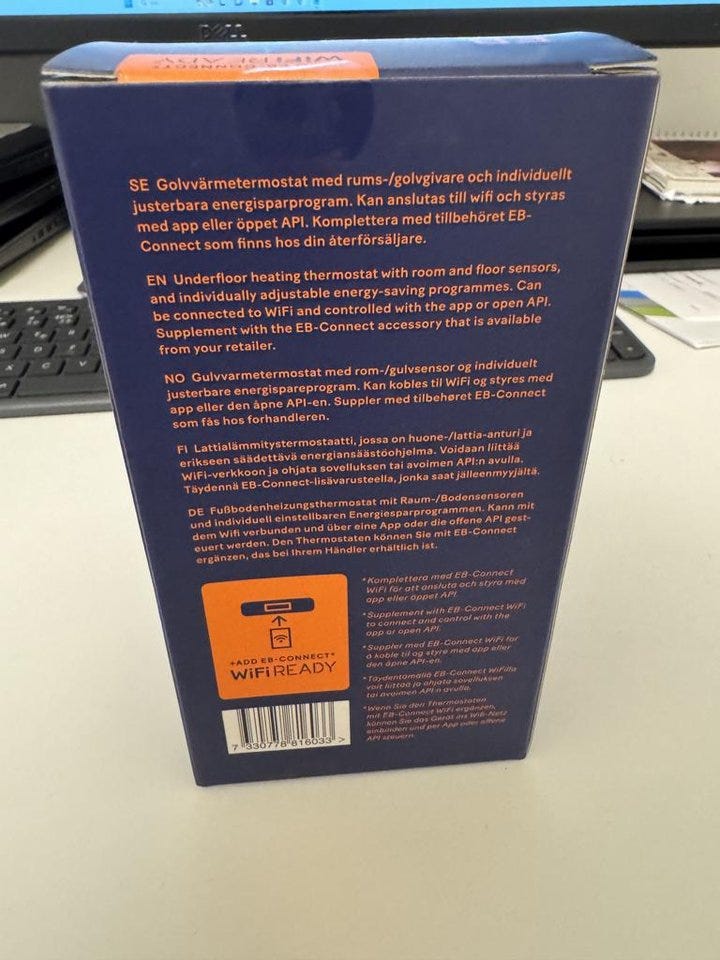 DELL
WiFi READY
SE Golvvärmetermostat med rums-/golvgivare och individuellt
justerbara energisparprogram. Kan anslutas till wifi och styras
med app eller öppet API. Komplettera med tillbehöret EB-
Connect som finns hos din återförsäljare.
EN Underfloor heating thermostat with room and floor sensors,
and individually adjustable energy-saving programmes. Can
be connected to WiFi and controlled with the app or open API.
Supplement with the EB-Connect accessory that is available
from your retailer.
NO Gulvvarmetermostat med rom-/gulvsensor og individuelt
justerbare energispareprogram. Kan kobles til WiFi og styres med
app eller den åpne API-en. Suppler med tilbehøret EB-Connect
som fås hos forhandleren.
FI Lattialämmitystermostaatti, jossa on huone-/lattia-anturi ja
erikseen säädettävä energiansäästöohjelma. Voidaan liittää
WiFi-verkkoon ja ohjata sovelluksen tai avoimen API:n avulla.
Täydennä EB-Connect-lisävarusteella, jonka saat jälleenmyyjältä.
DE Fußbodenheizungsthermostat mit Raum-/Bodensensoren
und individuell einstellbaren Energiesparprogrammen. Kann mit
dem Wifi verbunden und über eine App oder die offene API gest-
euert werden. Den Thermostaten können Sie mit EB-Connect
ergänzen, das bei Ihrem Händler erhältlich ist.
+ADD EB-CONNECT*
WiFi READY
7 330778 816033 >
*Komplettera med EB-Connect
WiFi för att ansluta och styra med
app eller öppet API.
*Supplement with EB-Connect WiFi
to connect and control with the
app or open API.
*Suppler med EB-Connect WiFi for
å koble til og styre med app eller
den åpne API-en.
*Täydentämällä EB-Connect WiFillä
voit liittää ja ohjata sovelluksen
tai avoimen API:n avulla.
*Wenn Sie den Thermostaten
mit EB-Connect WiFi ergänzen,
können Sie das Gerät ins Wifi-Netz
einbinden und per App oder offene
API steuern.